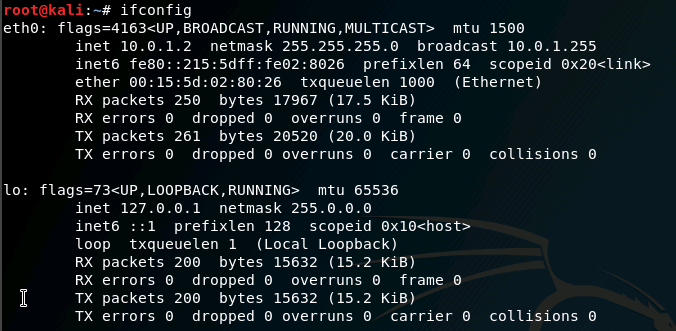 root@kali:~# ifconfig
eth0: flags=4163<UP,BROADCAST,RUNNING,MULTICAST>  mtu 1500
        inet 10.0.1.2  netmask 255.255.255.0  broadcast 10.0.1.255
        inet6 fe80::215:5dff:fe02:8026  prefixlen 64  scopeid 0x20<link>
        ether 00:15:5d:02:80:26  txqueuelen 1000  (Ethernet)
        RX packets 250  bytes 17967 (17.5 KiB)
        RX errors 0  dropped 0  overruns 0  frame 0
        TX packets 261  bytes 20520 (20.0 KiB)
        TX errors 0  dropped 0 overruns 0  carrier 0  collisions 0

lo: flags=73<UP,LOOPBACK,RUNNING>  mtu 65536
        inet 127.0.0.1  netmask 255.0.0.0
        inet6 ::1  prefixlen 128  scopeid 0x10<host>
        loop  txqueuelen 1  (Local Loopback)
        RX packets 200  bytes 15632 (15.2 KiB)
        RX errors 0  dropped 0  overruns 0  frame 0
        TX packets 200  bytes 15632 (15.2 KiB)
        TX errors 0  dropped 0 overruns 0  carrier 0  collisions 0